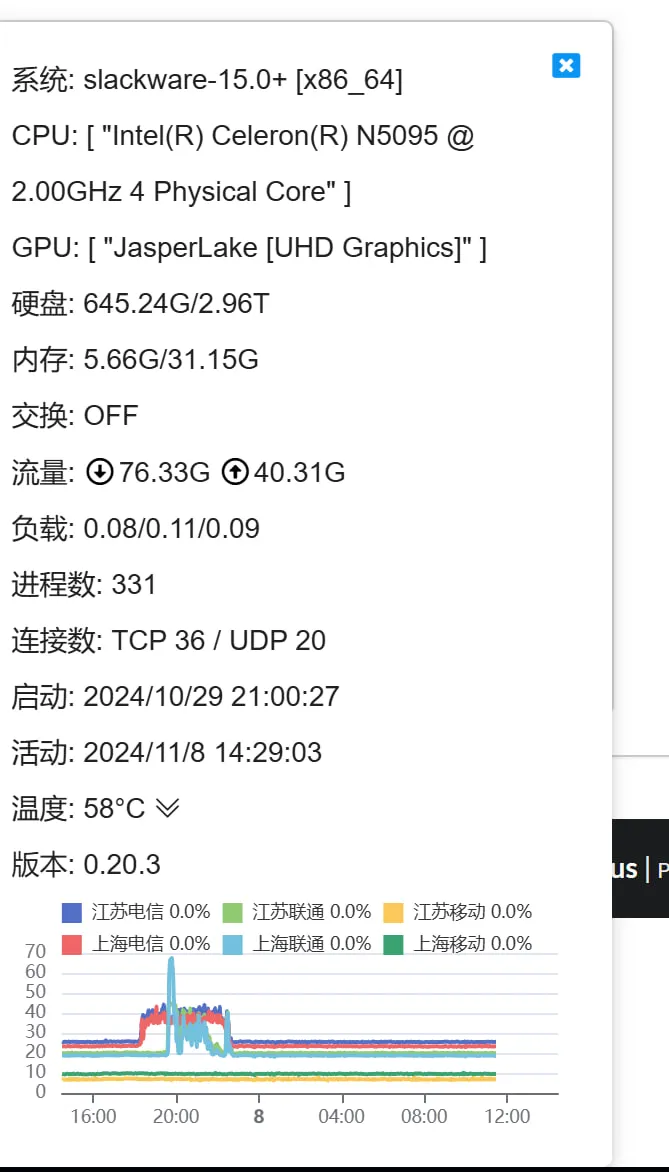 系统: slackware-15.0+ [x86_64]
CPU: [ "Intel(R) Celeron(R) N5095 @
2.00GHz 4 Physical Core" ]
GPU: [ "JasperLake [UHD Graphics]" ]
硬盘: 645.24G/2.96T
内存: 5.66G/31.15G
交换: OFF
流量: 76.33G 40.31G
负载: 0.08/0.11/0.09
进程数: 331
连接数: TCP 36 / UDP 20
启动: 2024/10/29 21:00:27
活动: 2024/11/8 14:29:03
温度: 58°C
版本: 0.20.3
us | P
江苏电信 0.0% 江苏联通 0.0% 江苏移动 0.0%
上海电信 0.0% 上海联通 0.0% 上海移动 0.0%
70
60
50
40
30
20
10
0
16:00 20:00 8 04:00 08:00 12:00